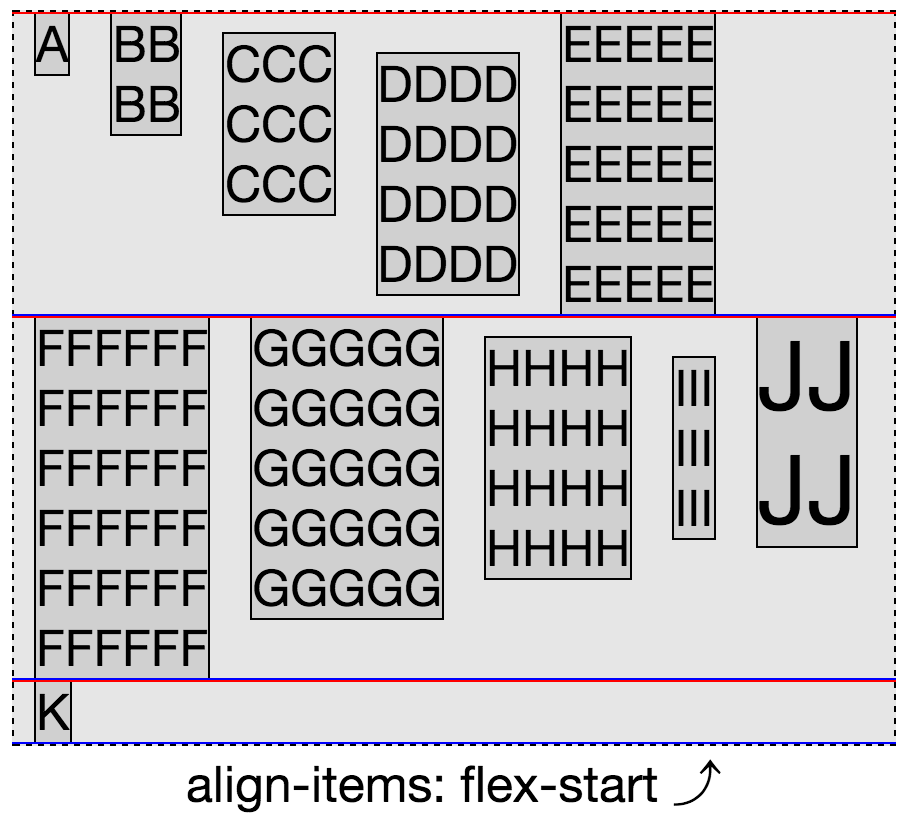 A
BB
BB
CCC
CCC
CCC
DDDD
DDDD
DDDD
DDDD
EEEEE
EEEEE
EEEEE
EEEEE
EEEEE
FFFFFF
FFFFFF
FFFFFF
FFFFFF
FFFFFF
FFFFFF
GGGGG
GGGGG
GGGGG
GGGGG
GGGGG
HHHH
HHHH
HHHH
HHHH
III
III
III
JJ
JJ
K
align-items: flex-start